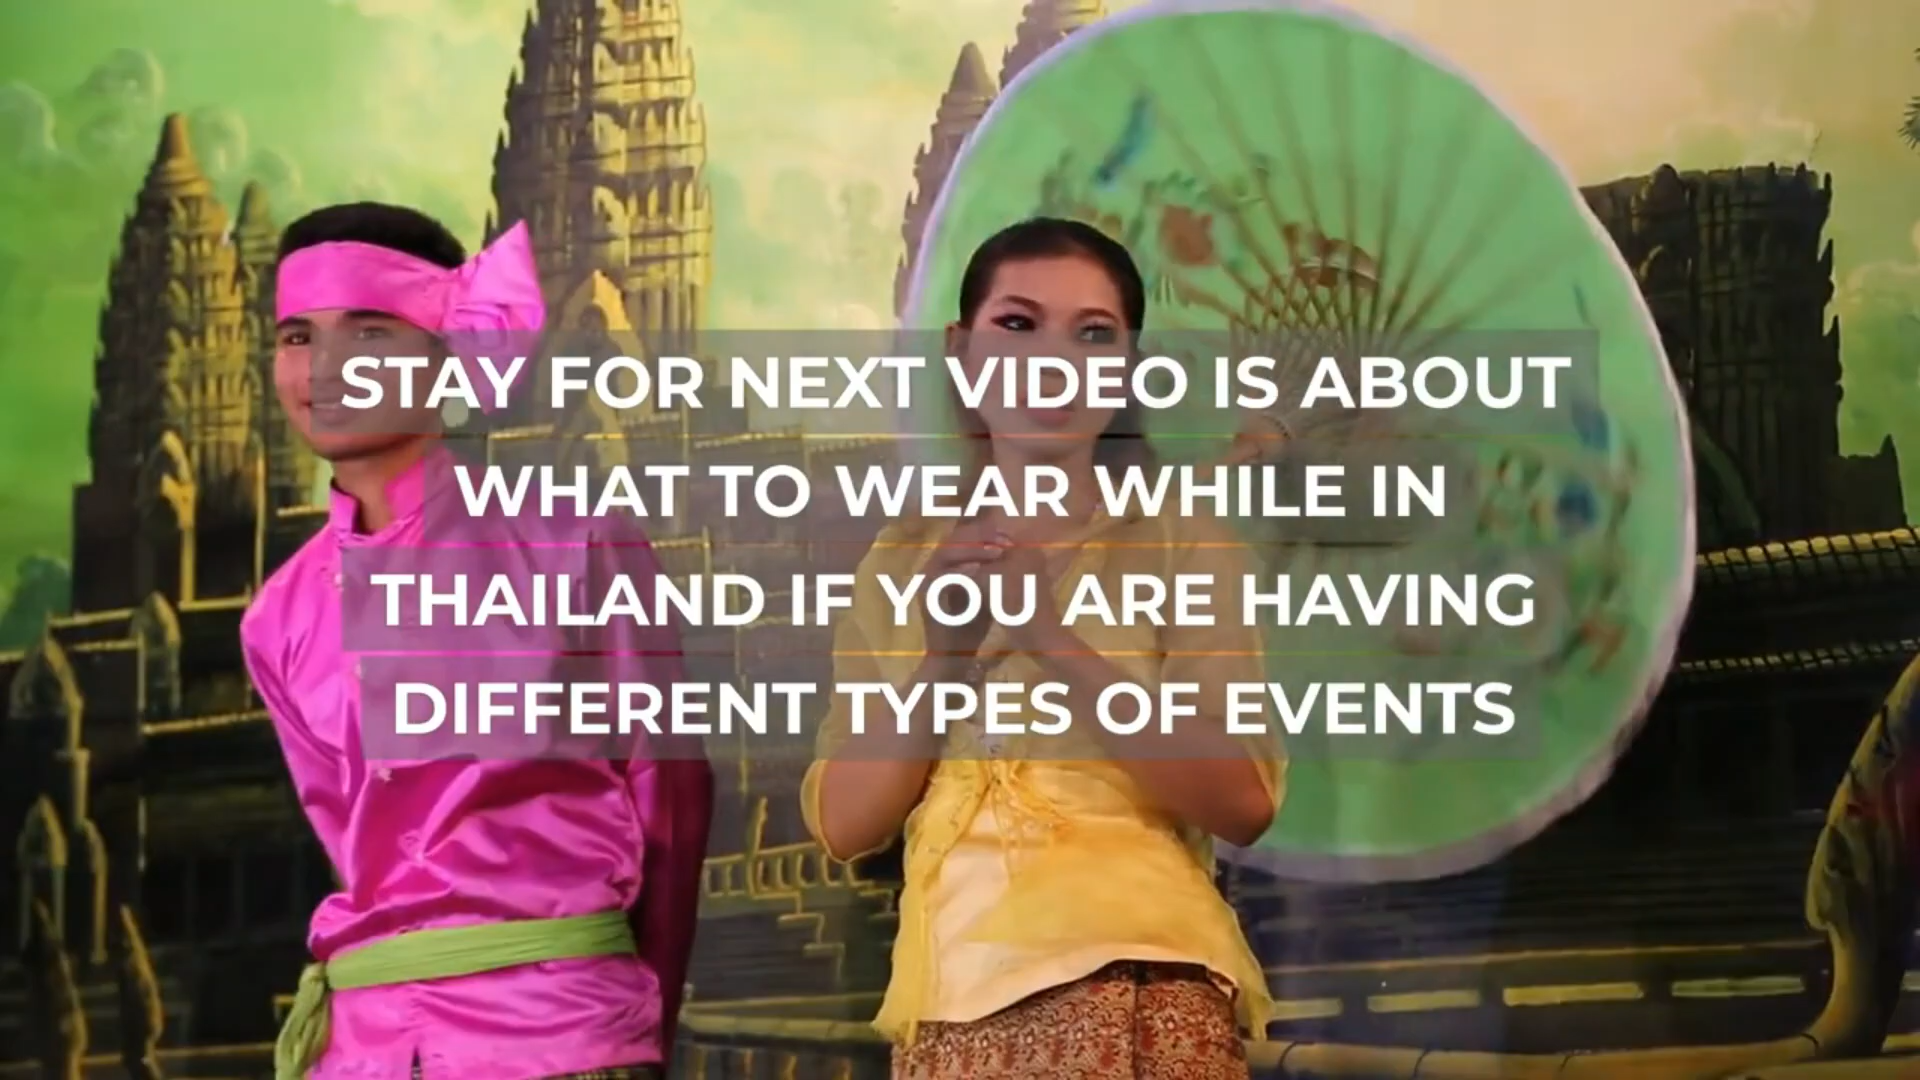 STAY FOR NEXT VIDEO IS ABOUT
WHAT TO WEAR WHILE IN
THAILAND IF YOU ARE HAVING
DIFFERENT TYPES OF EVENTS